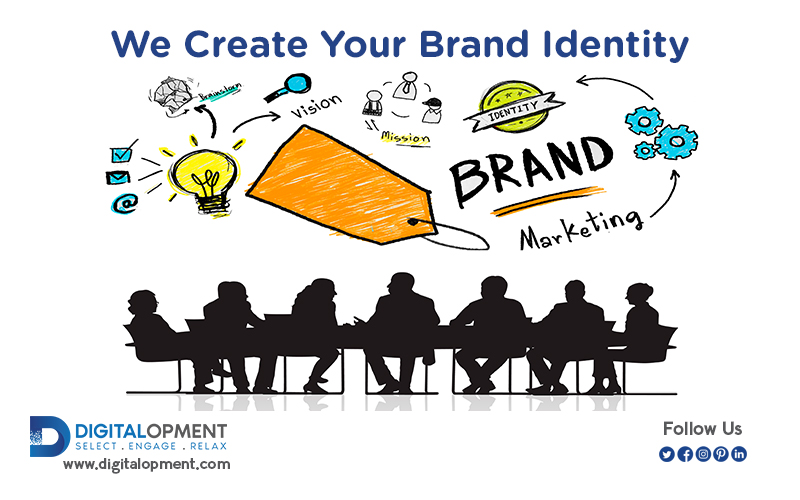 We Create Your Brand Identity
Brainstorm
Vision
Mission
IDENTITY
BRAND
Marketing
@
DIGITALOPMENT
SELECT . ENGAGE . RELAX
www.digitalopment.com
Follow Us